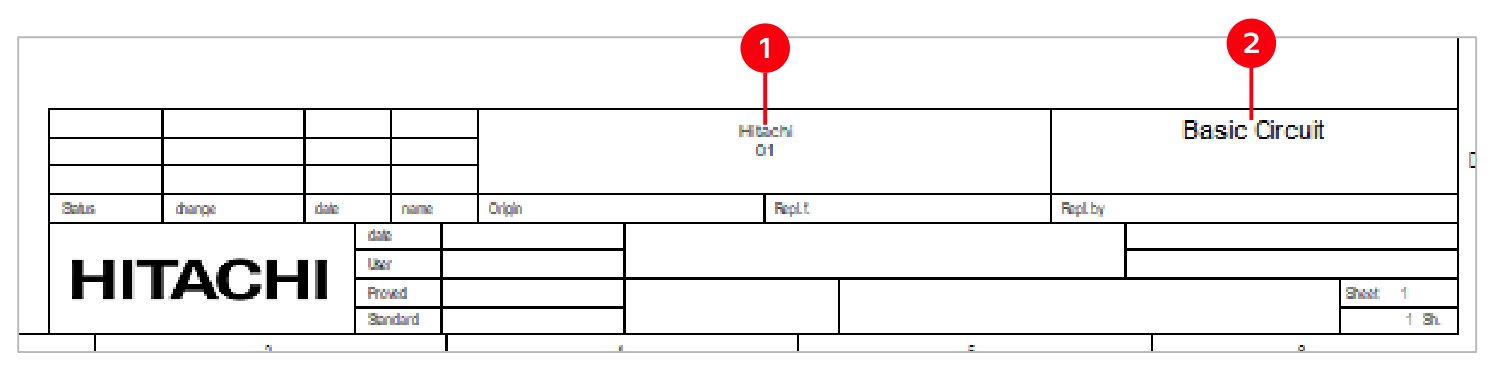 1
2
Hitachi
01
Basic Circuit
Status change date name Origin Repl.f. Repl.by
date
HITACHI
User
Proved
Sheet 1
Standard
1 Sh.